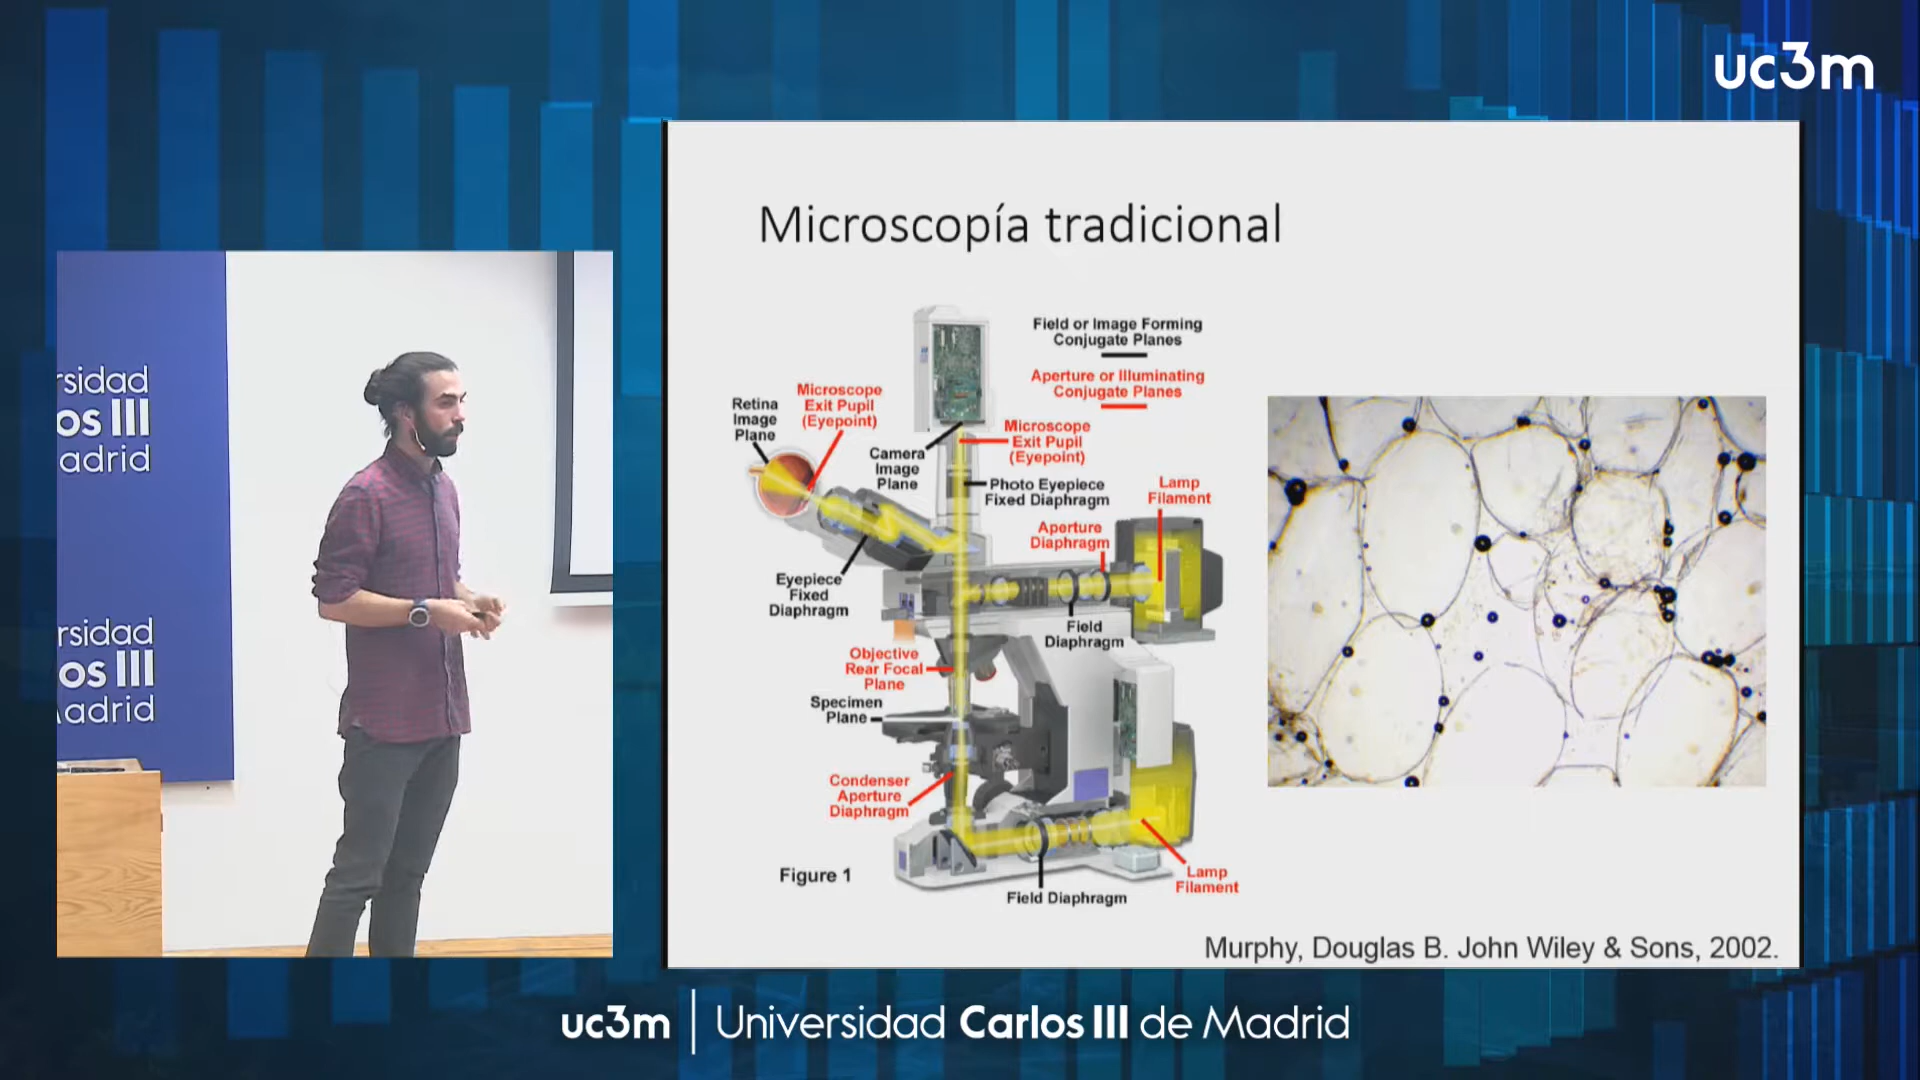 uc3m
rsidad
os III
adrid
rsidad
os III
adrid
Microscopía tradicional
Field or Image Forming
Conjugate Planes
Aperture or Illuminating
Conjugate Planes
Microscope
Exit Pupil
(Eyepoint)
Retina
Image
Plane
Microscope
Exit Pupil
(Eyepoint)
Camera
Image
Plane
Photo Eyepiece
Fixed Diaphragm
Lamp
Filament
Aperture
Diaphragm
Eyepiece
Fixed
Diaphragm
Field
Diaphragm
Objective
Rear Focal
Plane
Specimen
Plane
Condenser
Aperture
Diaphragm
Figure 1
Lamp
Filament
Field Diaphragm
Murphy, Douglas B. John Wiley & Sons, 2002.
uc3m | Universidad Carlos III de Madrid